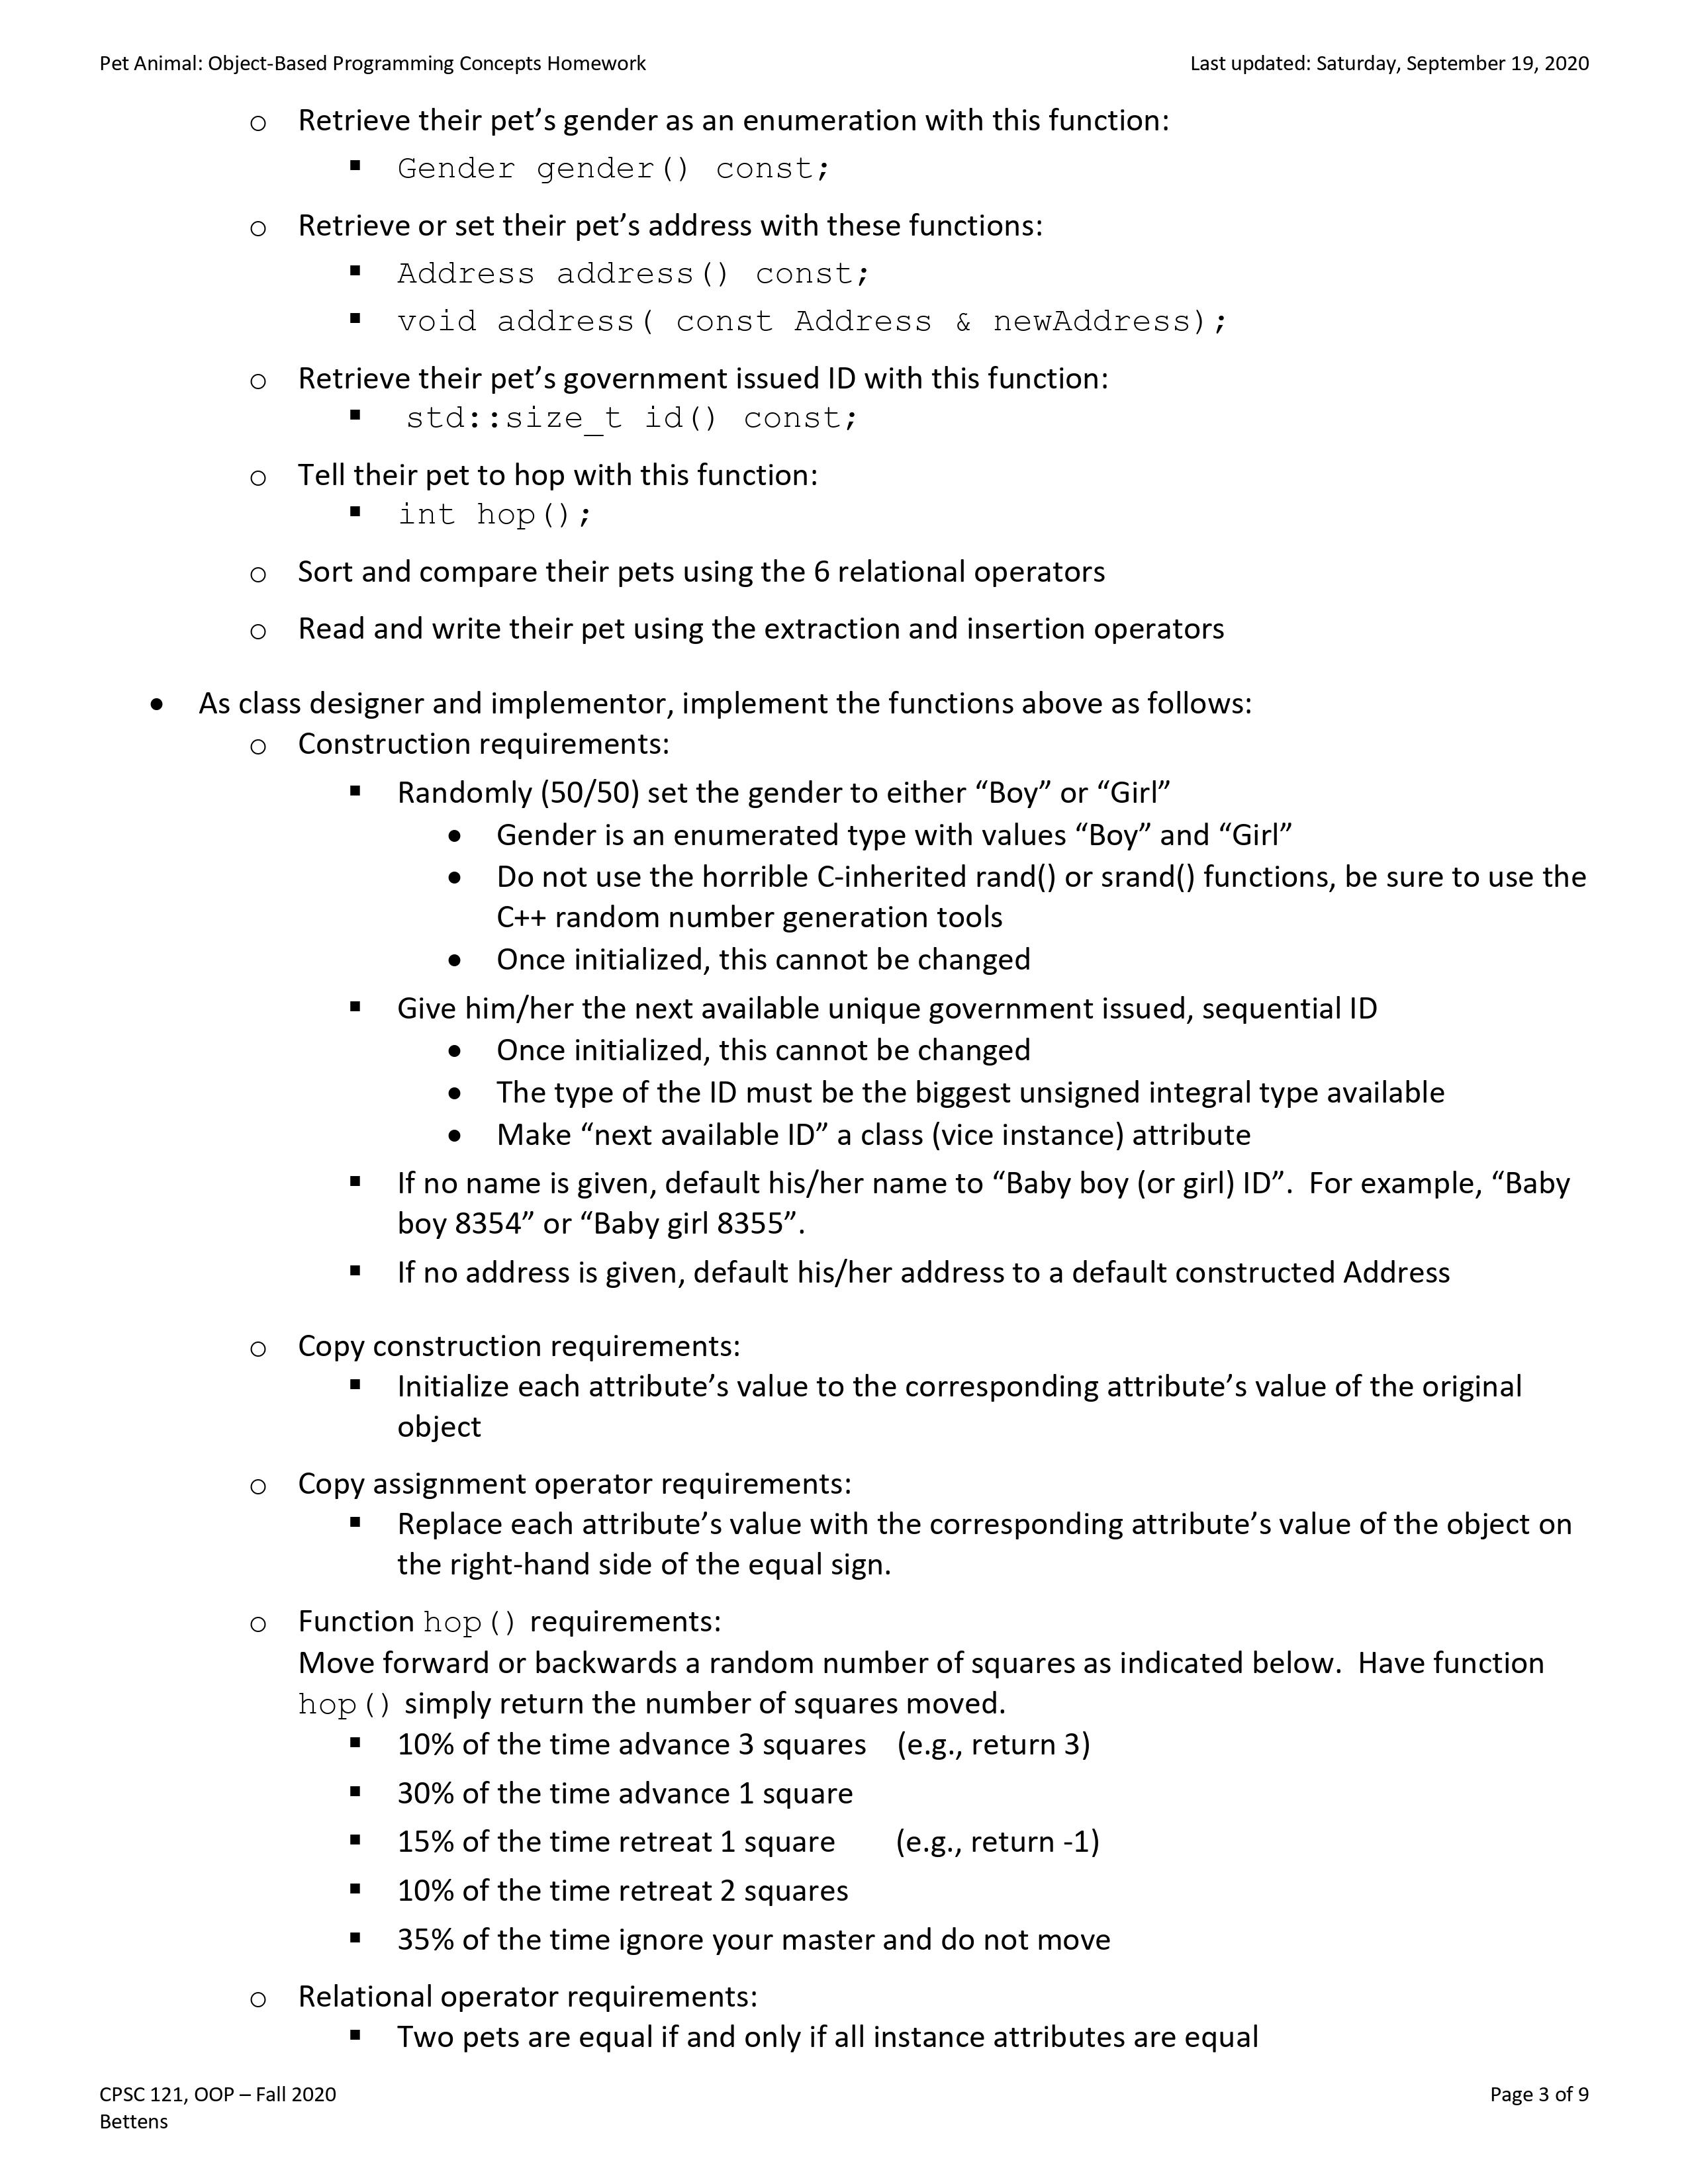 Pet Animal: Object-Based Programming Concepts Homework Last updated: Saturday, September 19, 2020
o Retrieve their pet’s gender as an enumeration with this function:
▪ Gender gender() const;
o Retrieve or set their pet’s address with these functions:
▪ Address address() const;
▪ void address( const Address & newAddress);
o Retrieve their pet’s government issued ID with this function:
▪ std::size_t id() const;
o Tell their pet to hop with this function:
▪ int hop();
o Sort and compare their pets using the 6 relational operators
o Read and write their pet using the extraction and insertion operators
• As class designer and implementor, implement the functions above as follows:
o Construction requirements:
▪ Randomly (50/50) set the gender to either “Boy” or “Girl”
• Gender is an enumerated type with values “Boy” and “Girl”
• Do not use the horrible C-inherited rand() or srand() functions, be sure to use the
C++ random number generation tools
• Once initialized, this cannot be changed
▪ Give him/her the next available unique government issued, sequential ID
• Once initialized, this cannot be changed
• The type of the ID must be the biggest unsigned integral type available
• Make “next available ID” a class (vice instance) attribute
▪ If no name is given, default his/her name to “Baby boy (or girl) ID”. For example, “Baby
boy 8354” or “Baby girl 8355”.
▪ If no address is given, default his/her address to a default constructed Address
o Copy construction requirements:
▪ Initialize each attribute’s value to the corresponding attribute’s value of the original
object
o Copy assignment operator requirements:
▪ Replace each attribute’s value with the corresponding attribute’s value of the object on
the right-hand side of the equal sign.
o Function hop() requirements:
Move forward or backwards a random number of squares as indicated below. Have function
hop() simply return the number of squares moved.
▪ 10% of the time advance 3 squares (e.g., return 3)
▪ 30% of the time advance 1 square
▪ 15% of the time retreat 1 square (e.g., return -1)
▪ 10% of the time retreat 2 squares
▪ 35% of the time ignore your master and do not move
o Relational operator requirements:
▪ Two pets are equal if and only if all instance attributes are equal
CPSC 121, OOP – Fall 2020 Page 3 of 9
Bettens